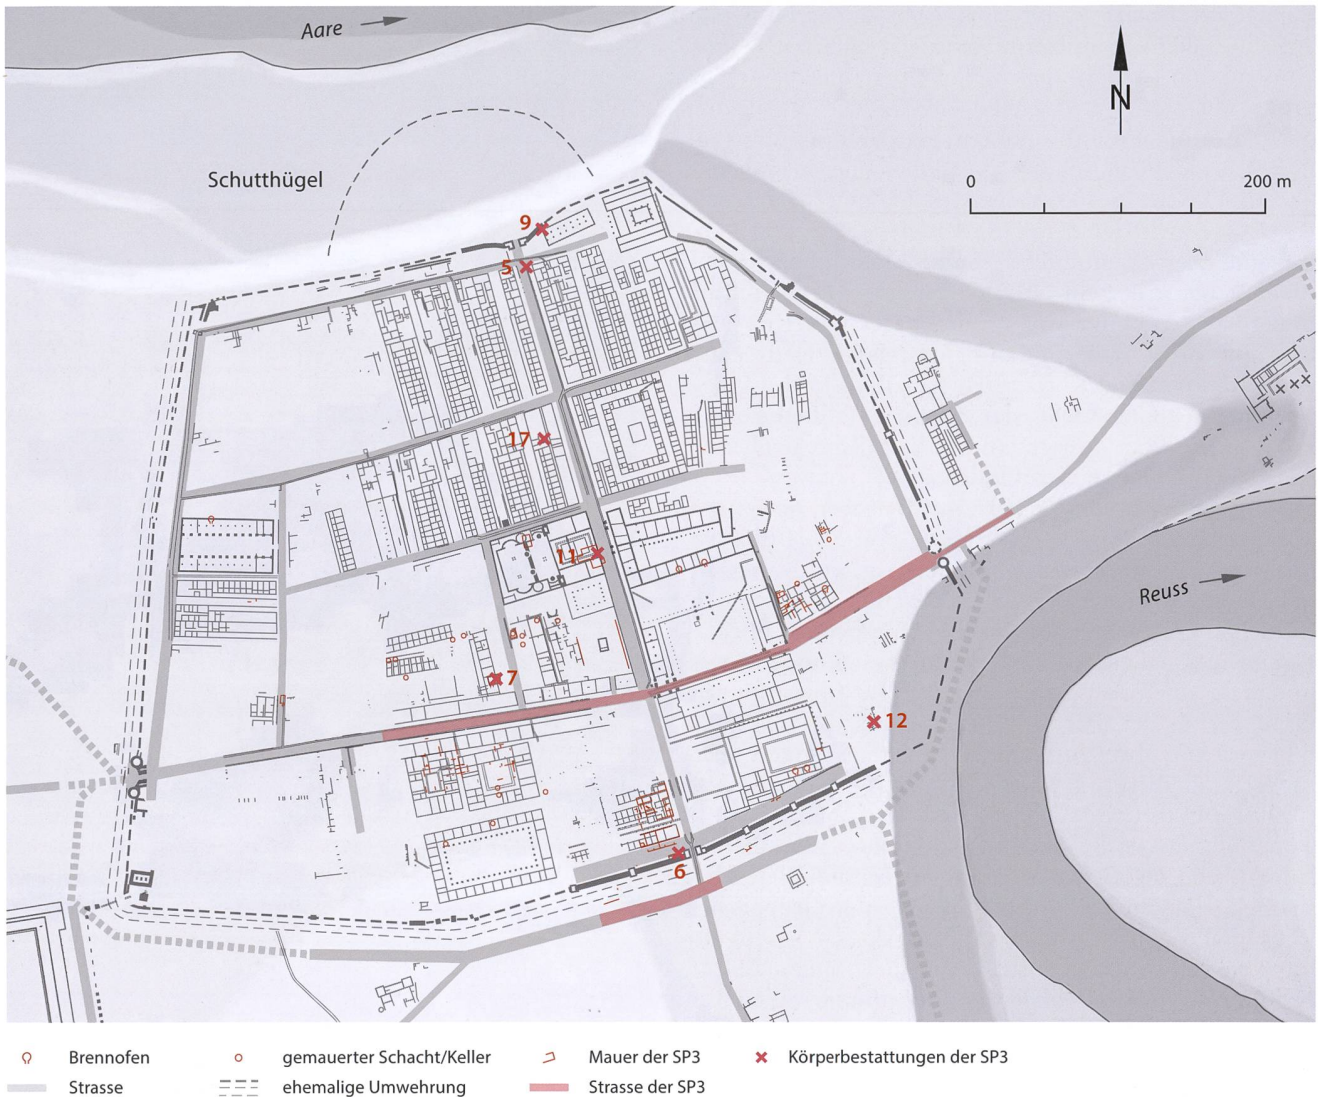 Aare
N
Schutthügel
0 200 m
9
5
17
11
Reuss
7
12
6
Brennofen gemauerter Schacht/Keller Mauer der SP3 Körperbestattungen der SP3
Strasse ehemalige Umwehrung Strasse der SP3